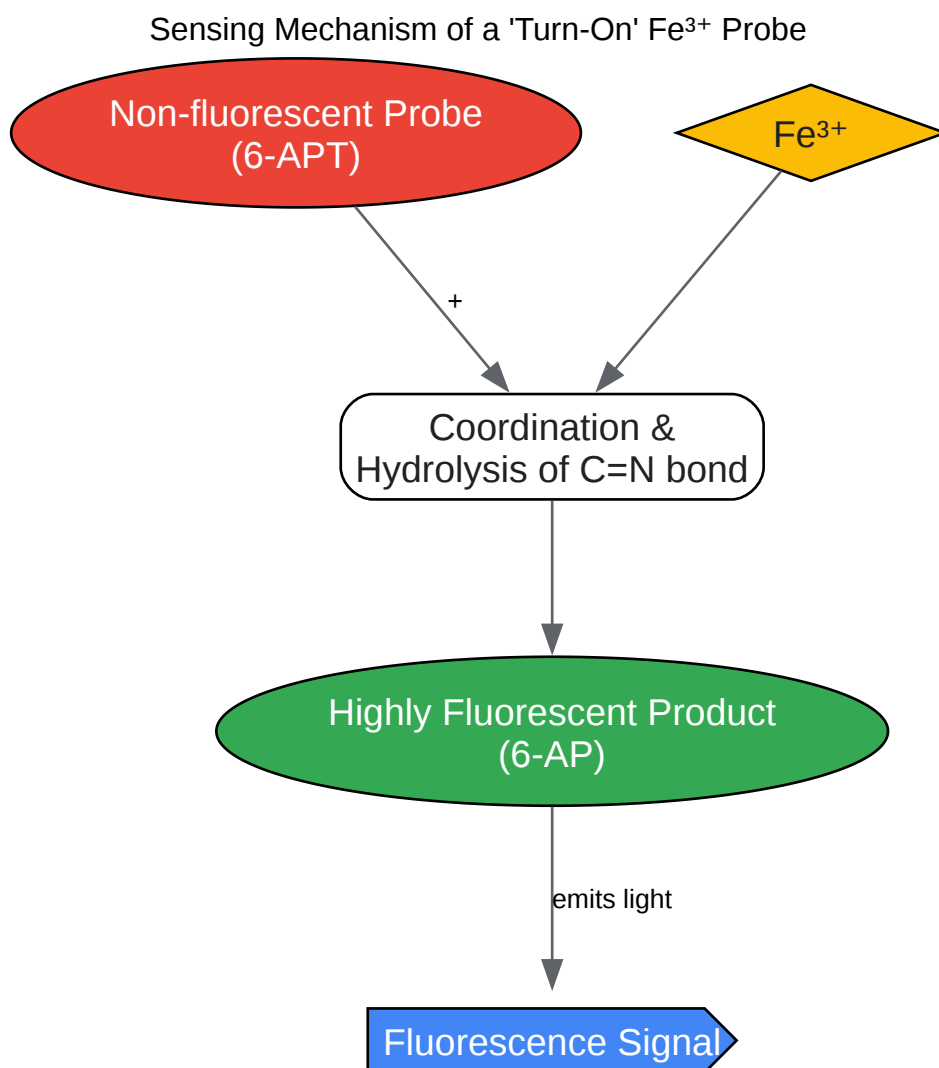 Sensing Mechanism of a 'Turn-On' Fe³⁺ Probe
Non-fluorescent Probe
(6-APT)
Fe³⁺
+
Coordination &
Hydrolysis of C=N bond
Highly Fluorescent Product
(6-AP)
emits light
Fluorescence Signal